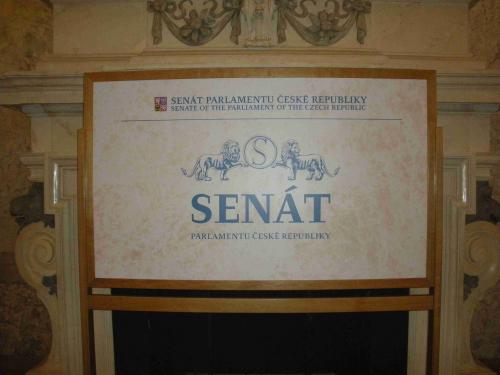 SENÁT PARLAMENTU ČESKÉ REPUBLIKY
SENATE OF THE PARLIAMENT OF THE CZECH REPUBLIC
S
SENÁT
PARLAMENTU ČESKÉ REPUBLIKY